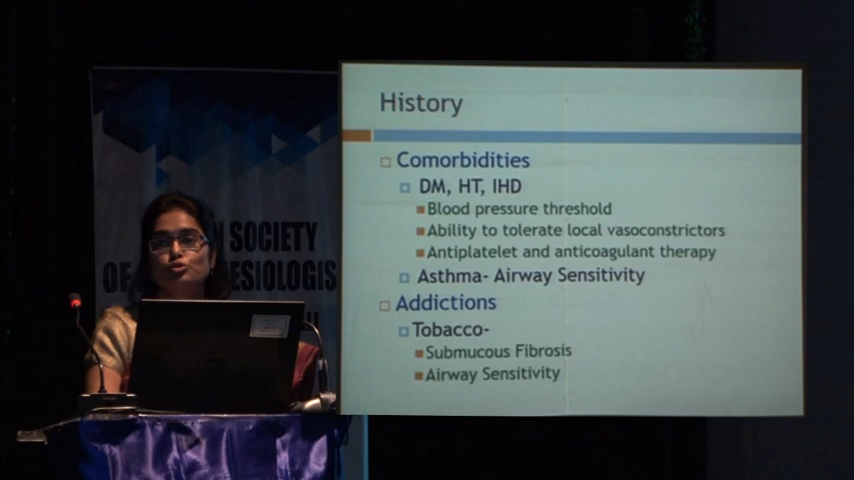 History
Comorbidities
DM, HT, IHD
Blood pressure threshold
Ability to tolerate local vasoconstrictors
Antiplatelet and anticoagulant therapy
Asthma- Airway Sensitivity
Addictions
Tobacco-
Submucous Fibrosis
Airway Sensitivity
N SOCIETY
OF
ESIOLOGIS